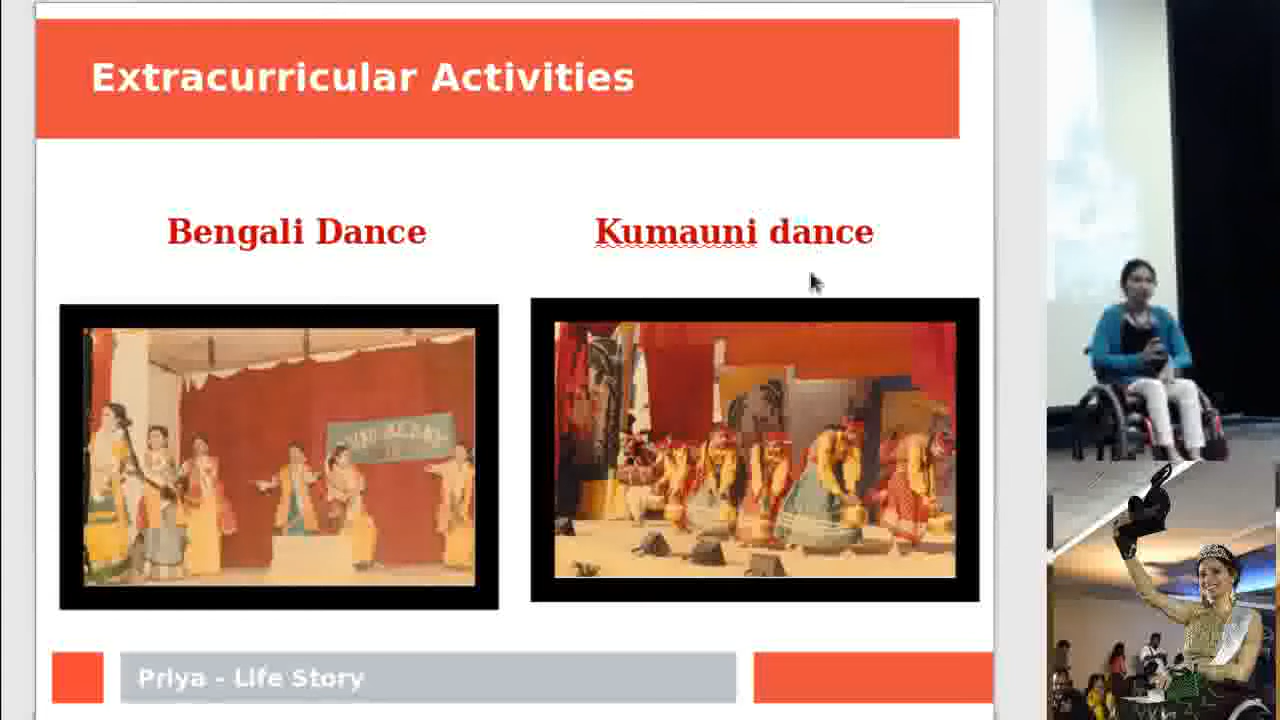 Extracurricular Activities
Bengali Dance
Kumauni dance
Priya - Life Story